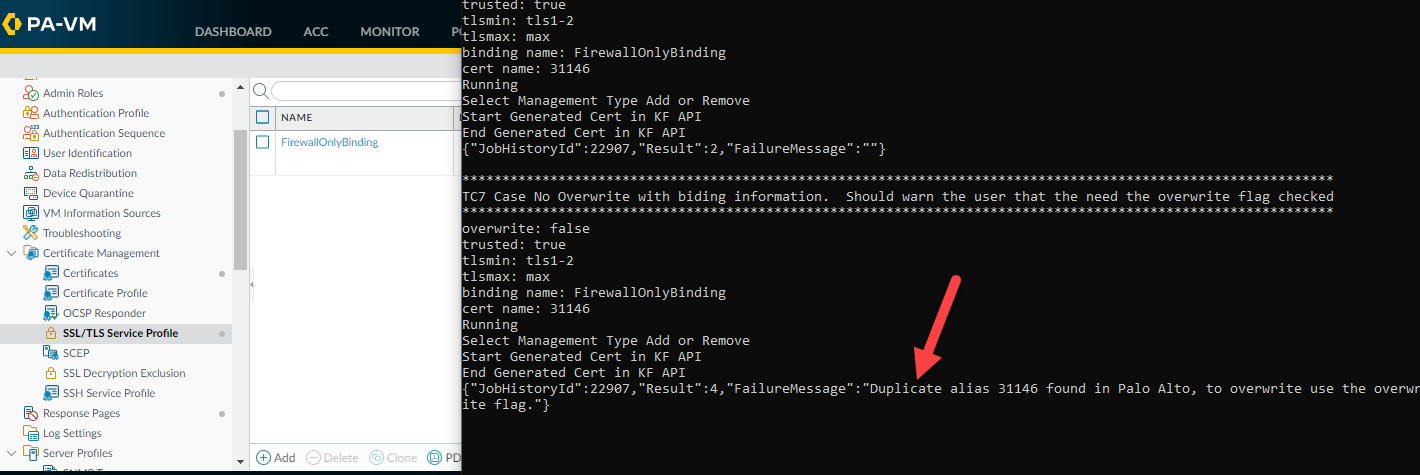 PA-VM
DASHBOARD ACC MONITOR
Admin Roles
Authentication Profile
Authentication Sequence
User Identification
Data Redistribution
Device Quarantine
VM Information Sources
Troubleshooting
Certificate Management
Certificates
Certificate Profile
OCSP Responder
SSL/TLS Service Profile
SCEP
SSL Decryption Exclusion
SSH Service Profile
Response Pages
Log Settings
Server Profiles
NAME
FirewallOnlyBinding
Add Delete Clone PD
trusted: true
tlsmin: tls1-2
tlsmax: max
binding name: FirewallOnlyBinding
cert name: 31146
Running
Select Management Type Add or Remove
Start Generated Cert in KF API
End Generated Cert in KF API
{"JobHistoryId":22907,"Result":2,"FailureMessage":""}
*************************************************************************************************************
TC7 Case No Overwrite with biding information.  Should warn the user that the need the overwrite flag checked
*************************************************************************************************************
overwrite: false
trusted: true
tlsmin: tls1-2
tlsmax: max
binding name: FirewallOnlyBinding
cert name: 31146
Running
Select Management Type Add or Remove
Start Generated Cert in KF API
End Generated Cert in KF API
{"JobHistoryId":22907,"Result":4,"FailureMessage":"Duplicate alias 31146 found in Palo Alto, to overwrite use the overwr
ite flag."}